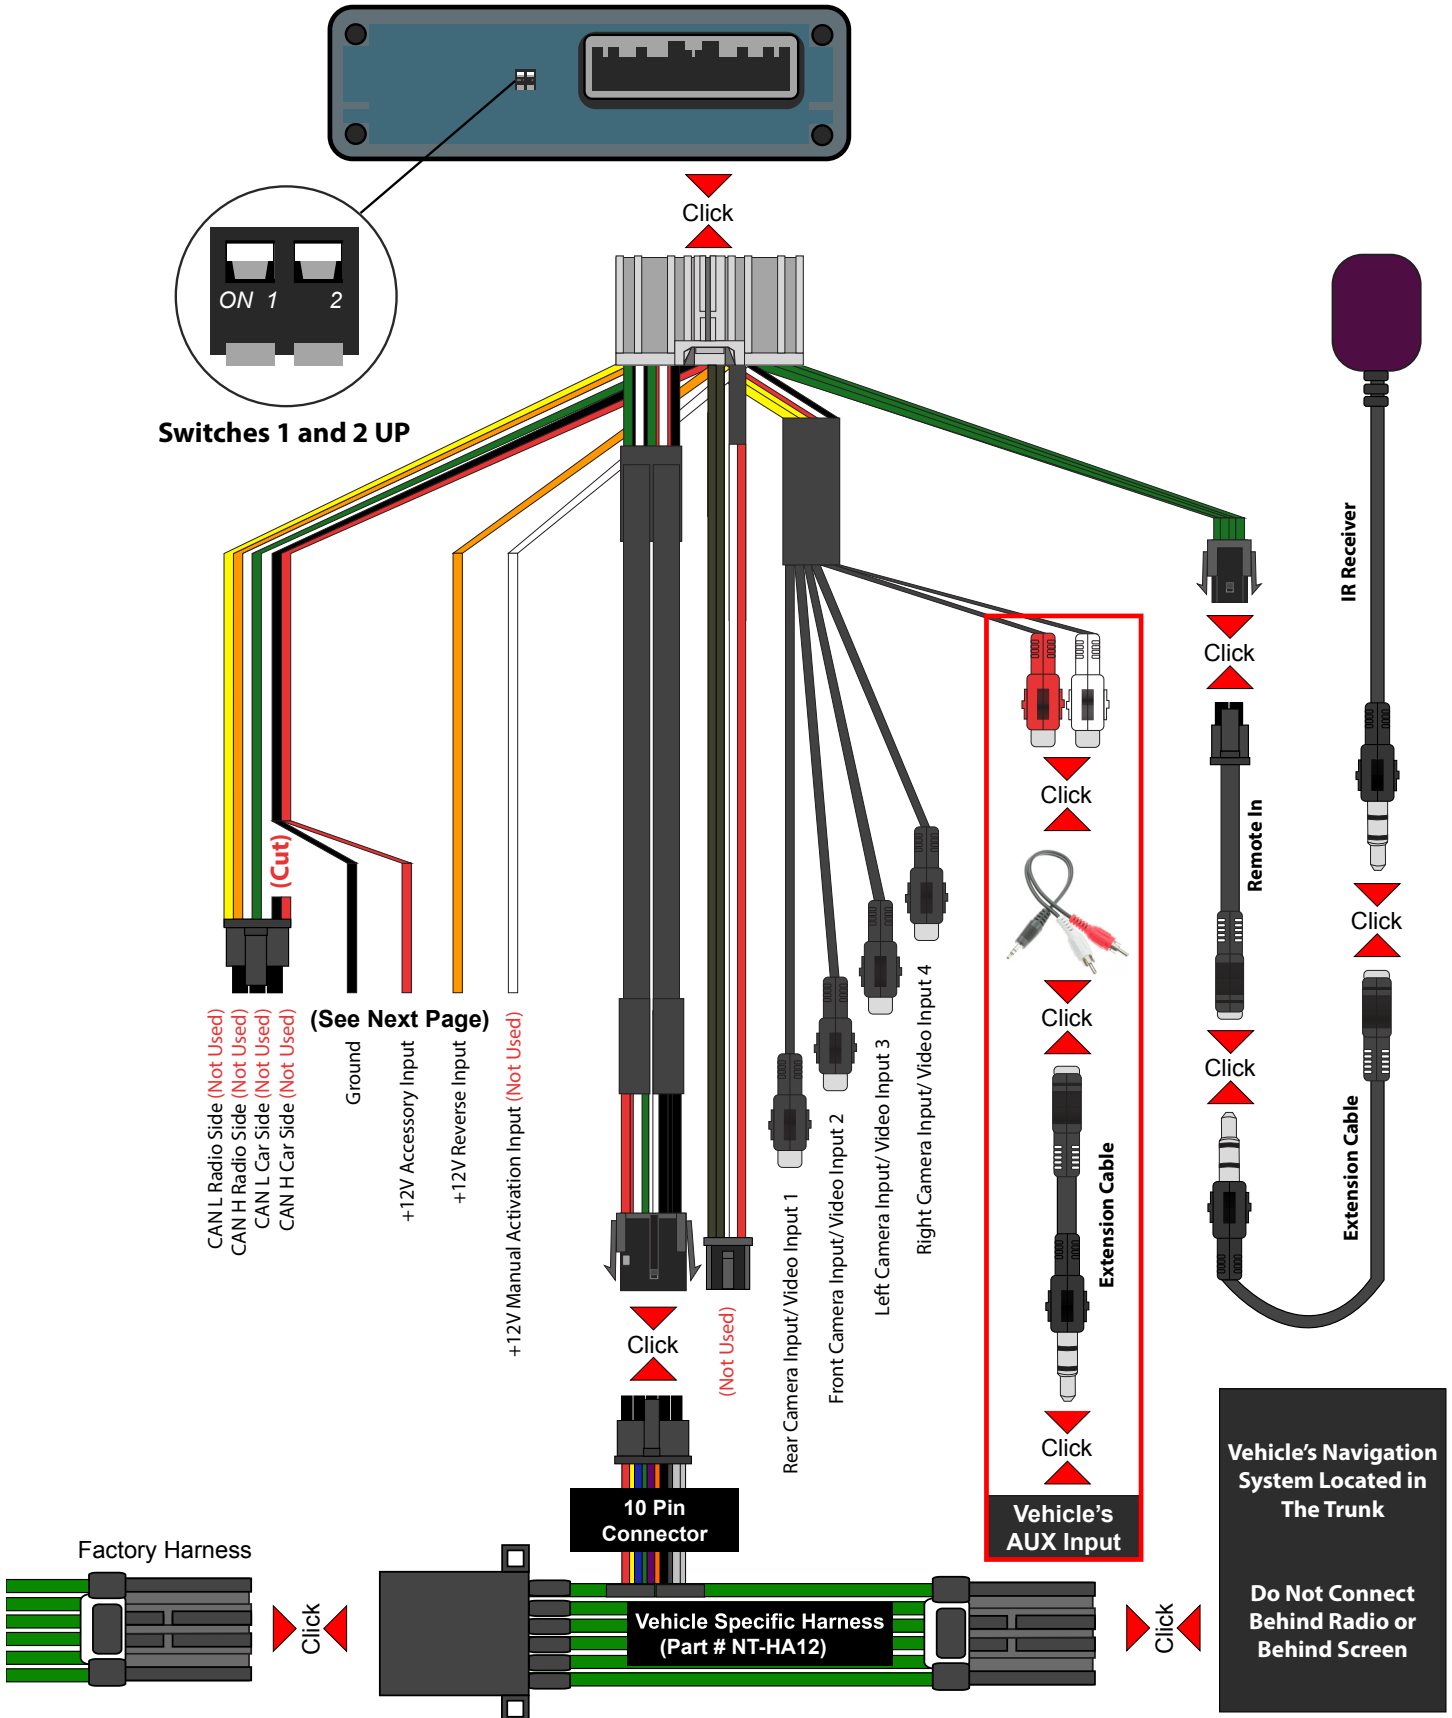 Click
ON 1 2
Switches 1 and 2 UP
IR Receiver
Click
Click
Remote In
(Cut)
Click
Click
Click
Extension Cable
Extension Cable
(See Next Page)
CAN L Radio Side (Not Used)
CAN H Radio Side (Not Used)
CAN L Car Side (Not Used)
CAN H Car Side (Not Used)
Ground
+12V Accessory Input
+12V Reverse Input
+12V Manual Activation Input (Not Used)
Click
(Not Used)
Rear Camera Input/ Video Input 1
Front Camera Input/ Video Input 2
Left Camera Input/ Video Input 3
Right Camera Input/ Video Input 4
Click
Vehicle's
AUX Input
10 Pin
Connector
Factory Harness
Click
Vehicle Specific Harness
(Part # NT-HA12)
Click
Vehicle's Navigation
System Located in
The Trunk
Do Not Connect
Behind Radio or
Behind Screen